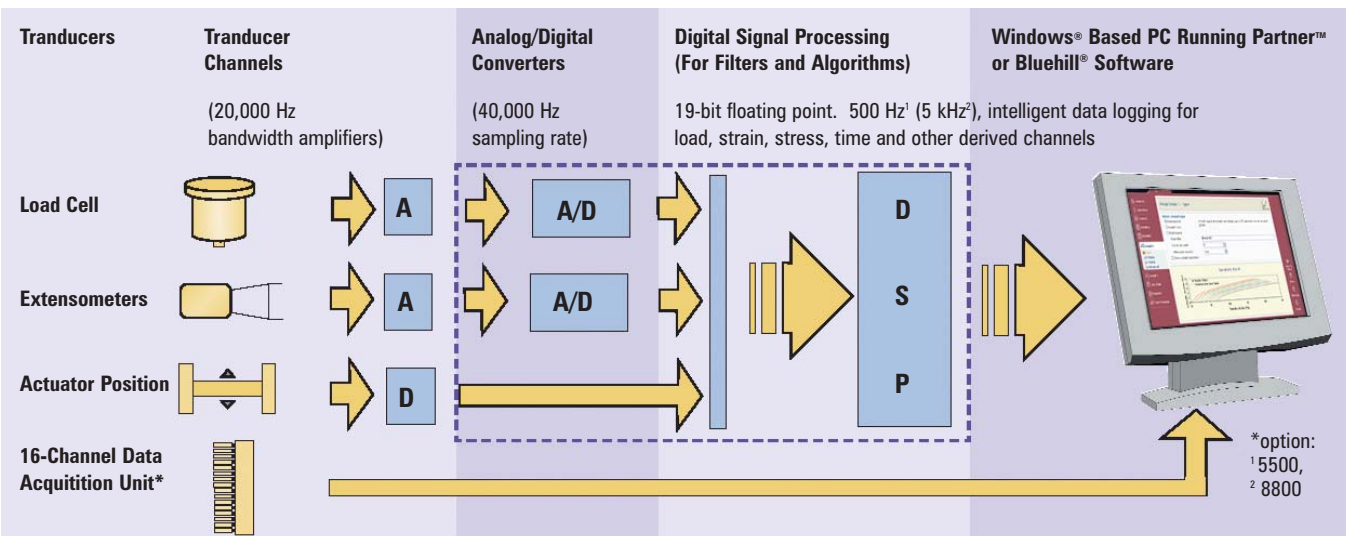 Tranducers
Tranducer
Channels
(20,000 Hz
bandwidth amplifiers)
Analog/Digital
Converters
(40,000 Hz
sampling rate)
Digital Signal Processing
(For Filters and Algorithms)
19-bit floating point.  500 Hz¹ (5 kHz²), intelligent data logging for
load, strain, stress, time and other derived channels
Windows® Based PC Running Partner™
or Bluehill® Software
Load Cell
A
A/D
Extensometers
A
A/D
Actuator Position
D
D
S
P
16-Channel Data
Acquitition Unit*
*option:
¹ 5500,
² 8800